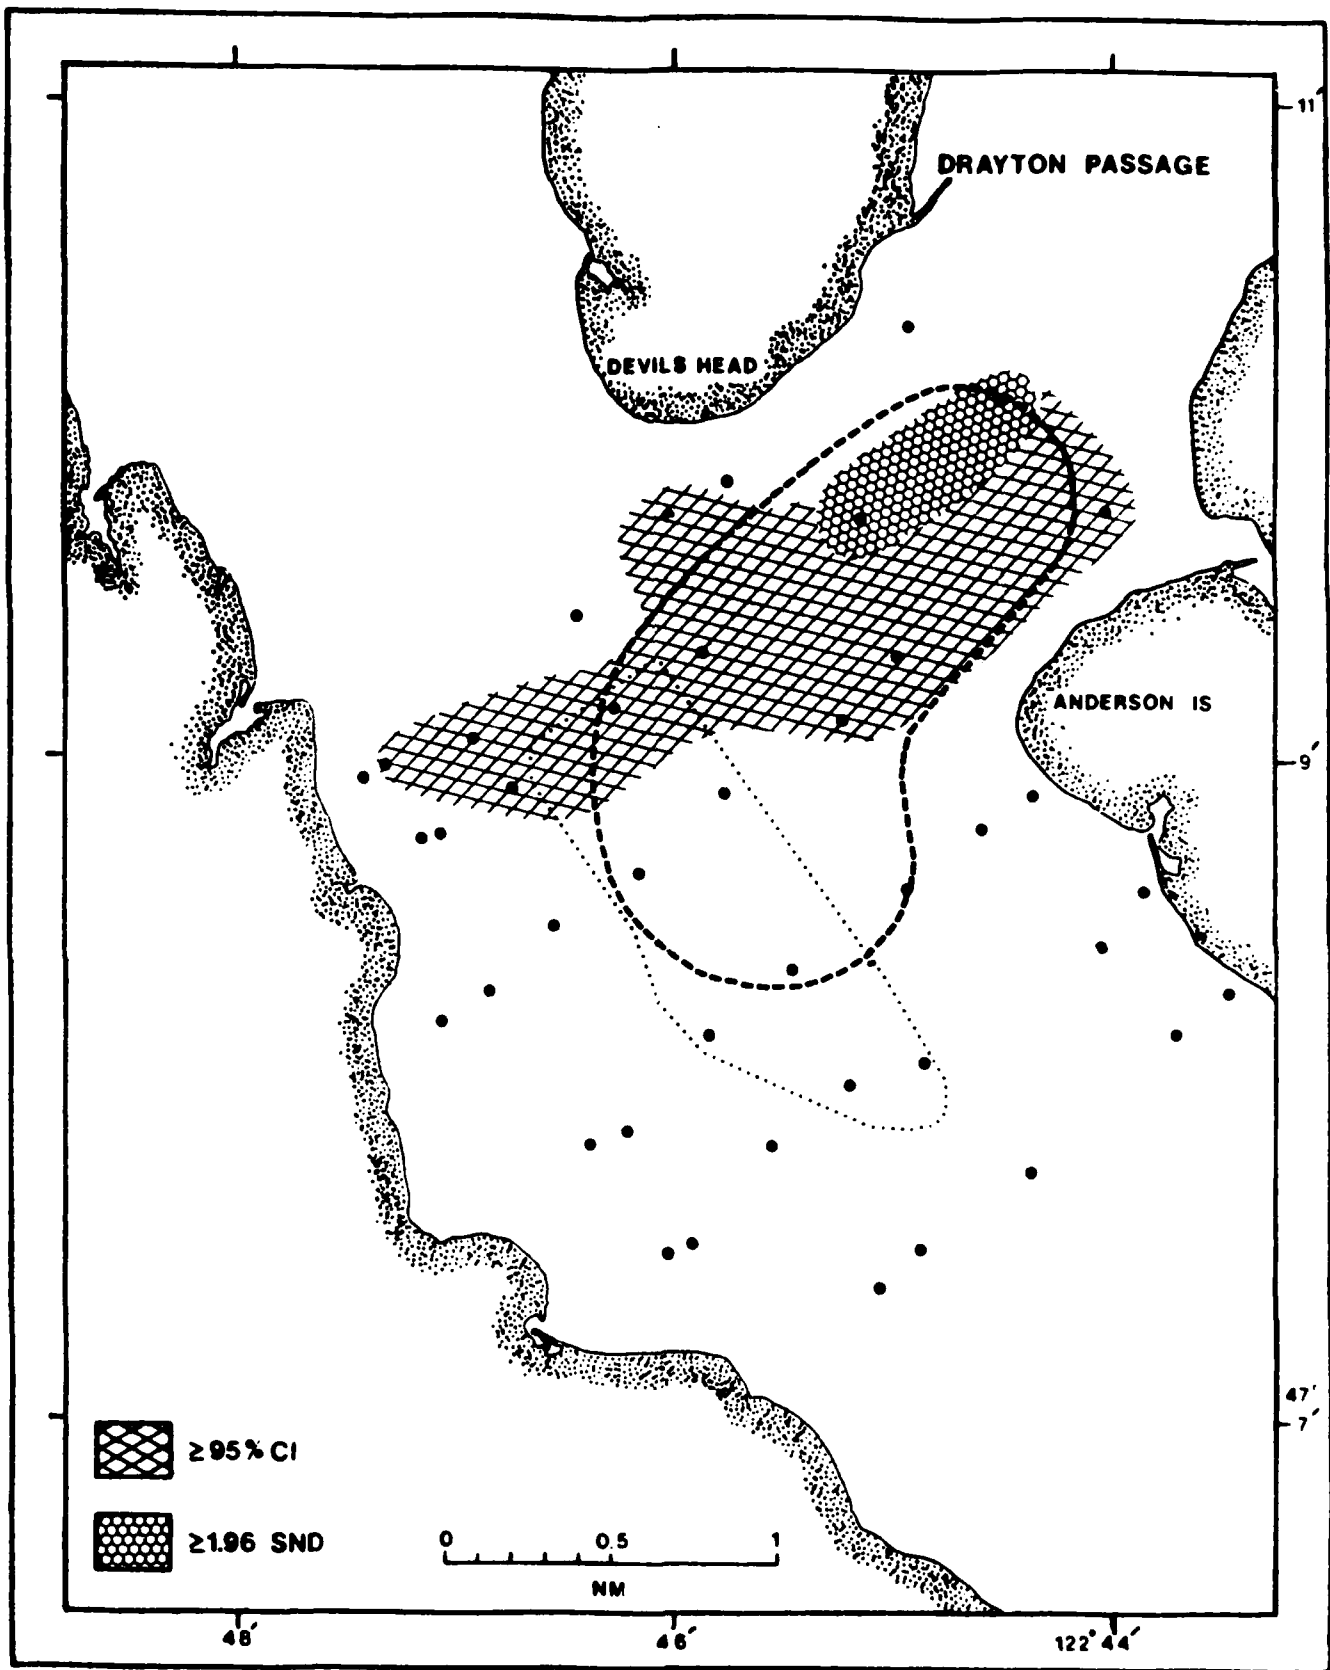 11′
DRAYTON PASSAGE
DEVILS HEAD
ANDERSON IS
9′
47′
7′
≥95% CI
≥1.96 SND
0 0.5 1
NM
48′ 46′ 122° 44′